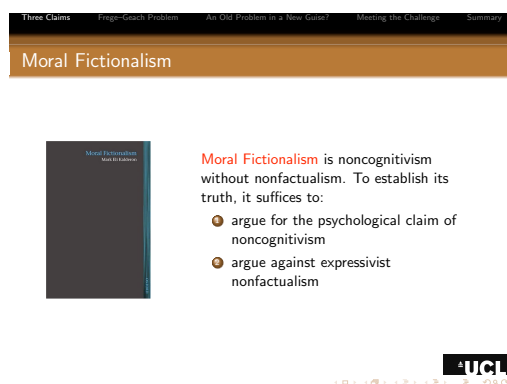 Three Claims Frege–Geach Problem An Old Problem in a New Guise? Meeting the Challenge Summary
Moral Fictionalism
Moral Fictionalism
Mark Eli Kalderon
Moral Fictionalism is noncognitivism
without nonfactualism. To establish its
truth, it suffices to:
1 argue for the psychological claim of
noncognitivism
2 argue against expressivist
nonfactualism
UCL